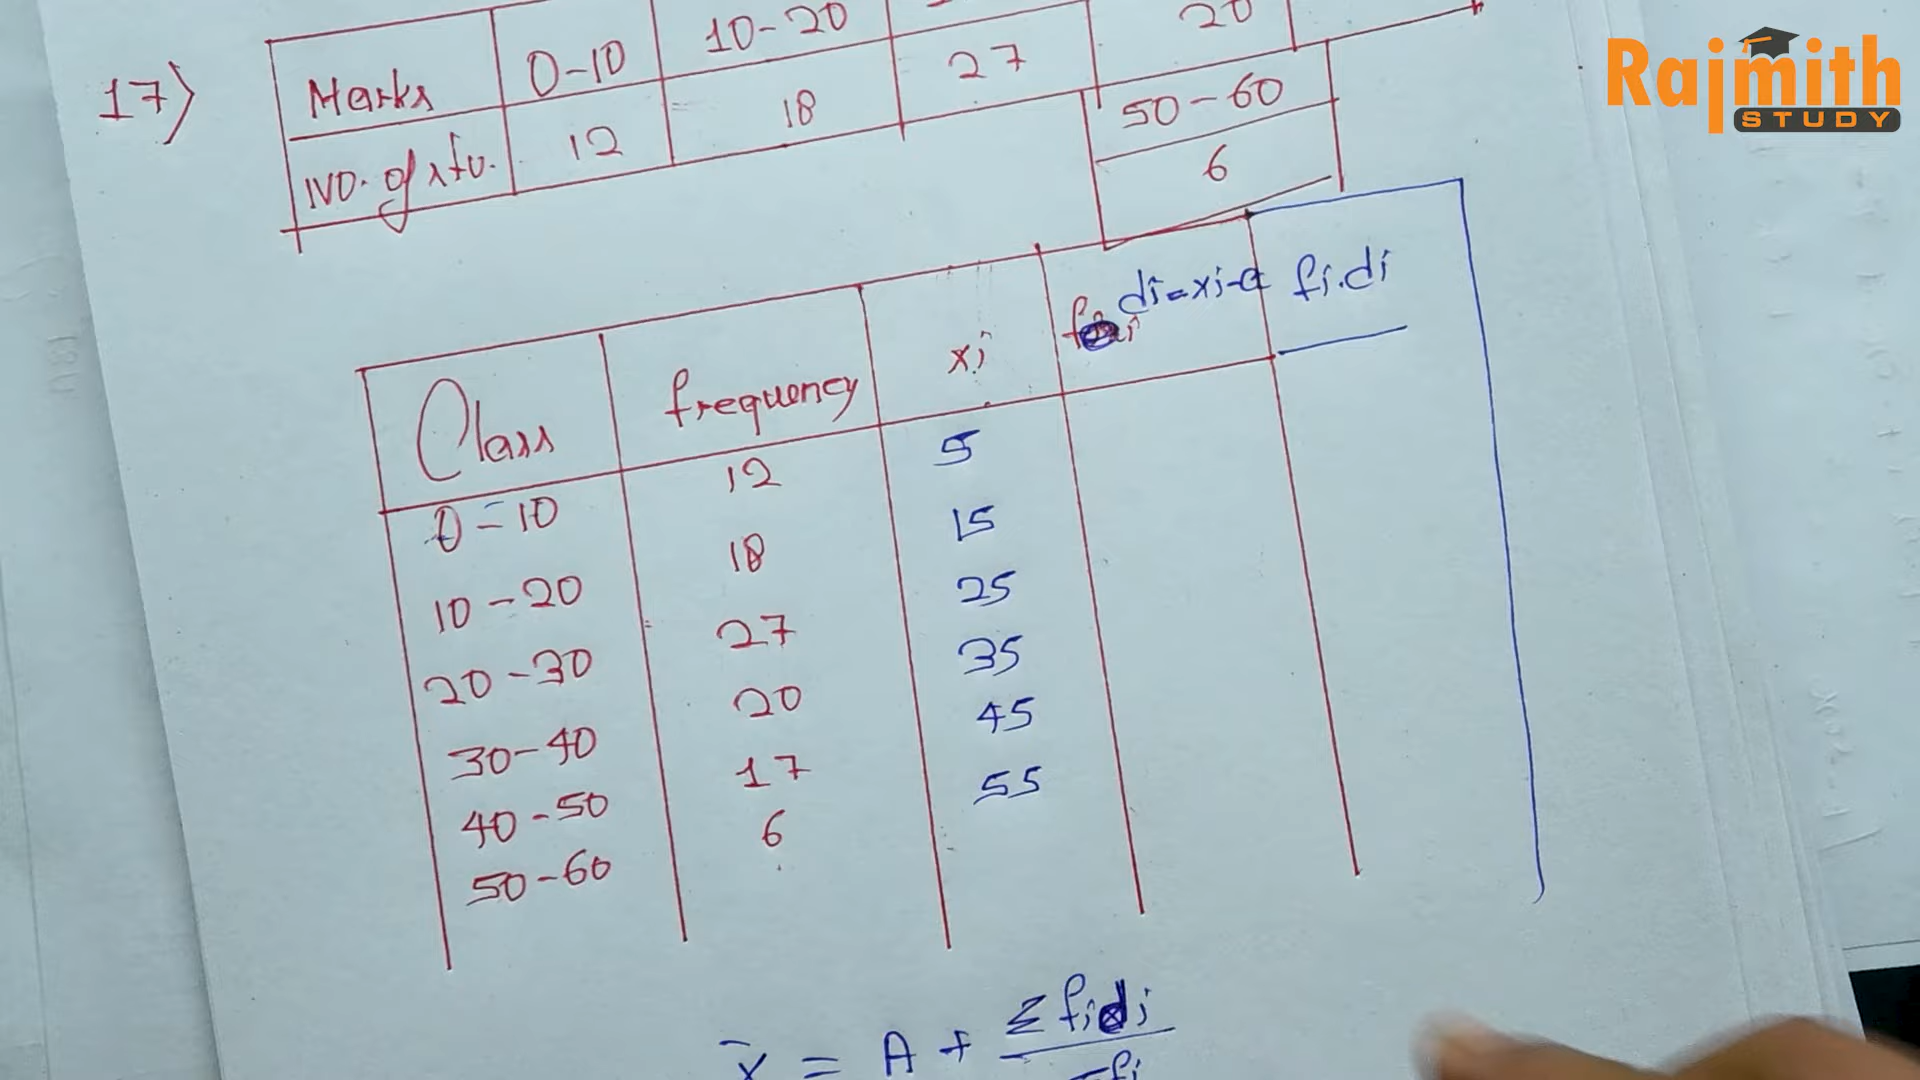 Rajmith
STUDY
17) Marks 0-10 10-20
No. of stu. 12 18 27 20
50-60
6
Class frequency xi di=xi-a fi.di
0-10 12 5
10-20 18 15
20-30 27 25
30-40 20 35
40-50 17 45
50-60 6 55
x̄ = A + Σfidi
Σfi